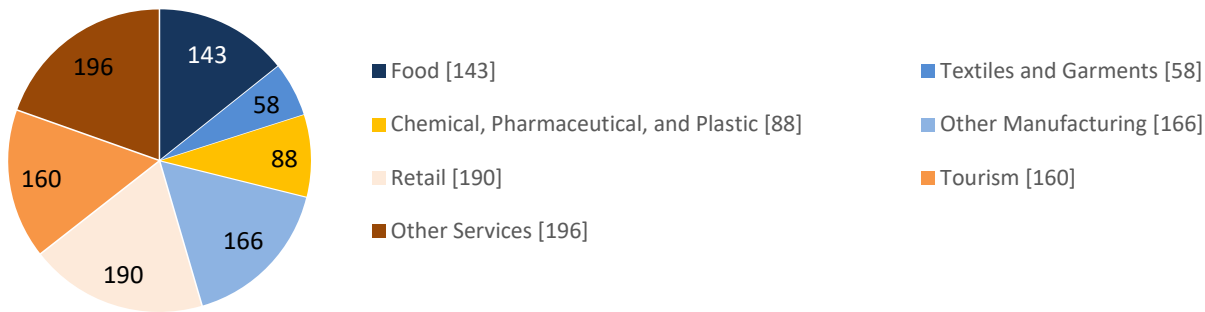 196
143
58
88
166
190
160
Food [143]
Textiles and Garments [58]
Chemical, Pharmaceutical, and Plastic [88]
Other Manufacturing [166]
Retail [190]
Tourism [160]
Other Services [196]